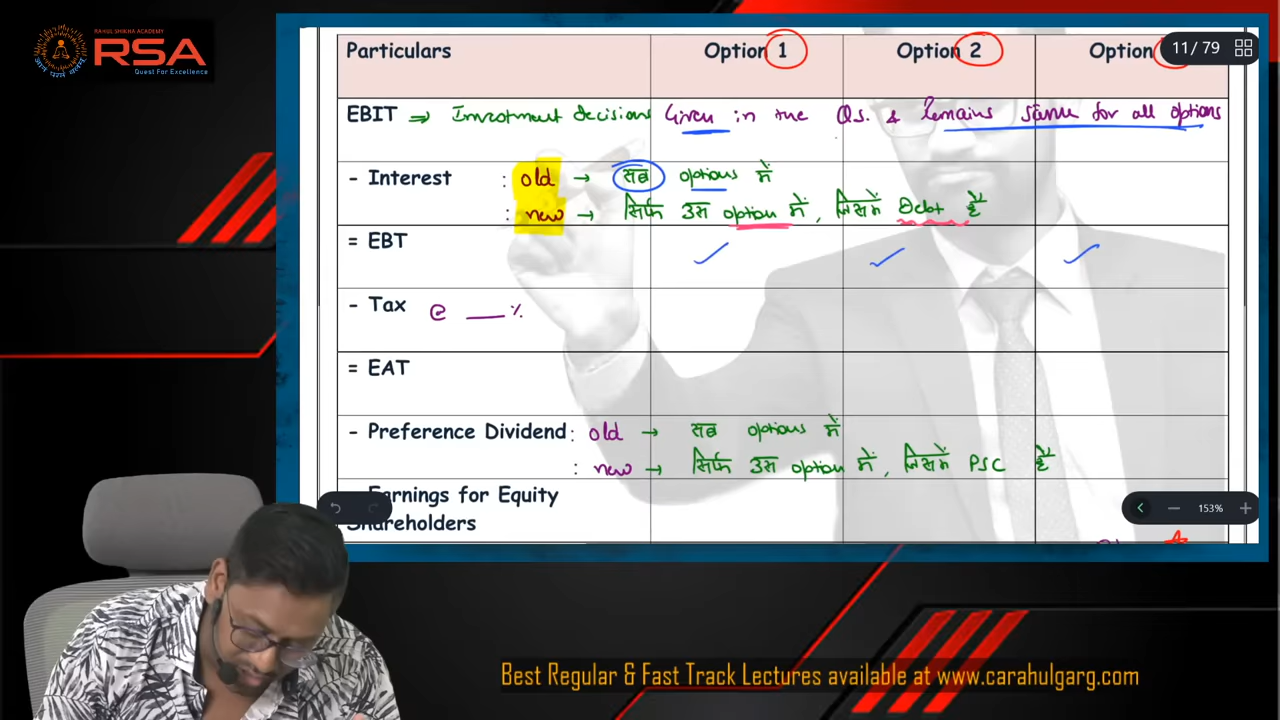 RAHUL SHIKHA ACADEMY
RSA
Quest For Excellence
11 / 79
Particulars Option 1 Option 2 Option
EBIT ⇒ Investment decisions Given in the Qs. & Remains same for all options
- Interest : old → सब options में
: new → सिर्फ उस option में, जिसमें Debt है
= EBT ✓ ✓ ✓
- Tax @ ___%
= EAT
- Preference Dividend : old → सब options में
: new → सिर्फ उस option में, जिसमें PSC है
Earnings for Equity
Shareholders
153%
Best Regular & Fast Track Lectures available at www.carahulgarg.com